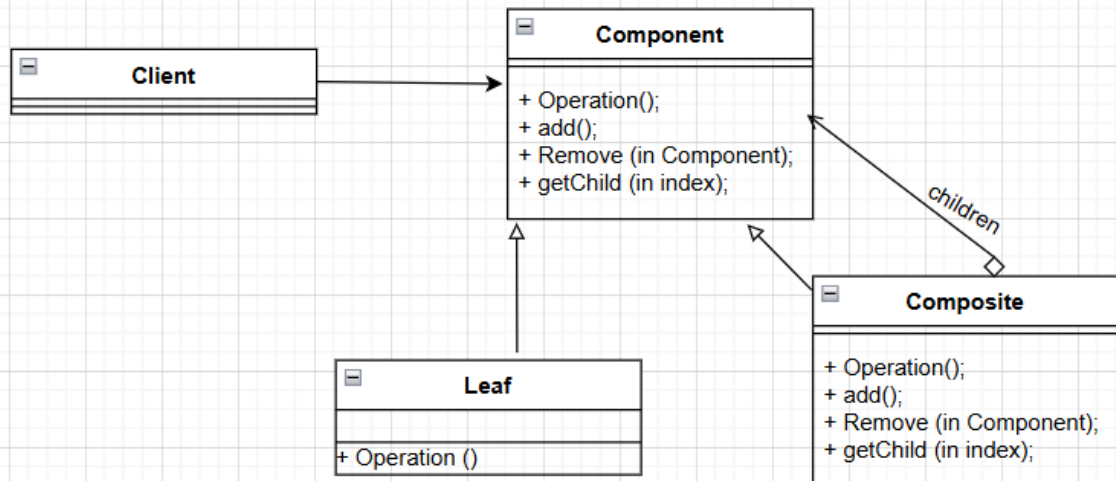 Client
Component
+ Operation();
+ add();
+ Remove (in Component);
+ getChild (in index);
children
Leaf
+ Operation ()
Composite
+ Operation();
+ add();
+ Remove (in Component);
+ getChild (in index);